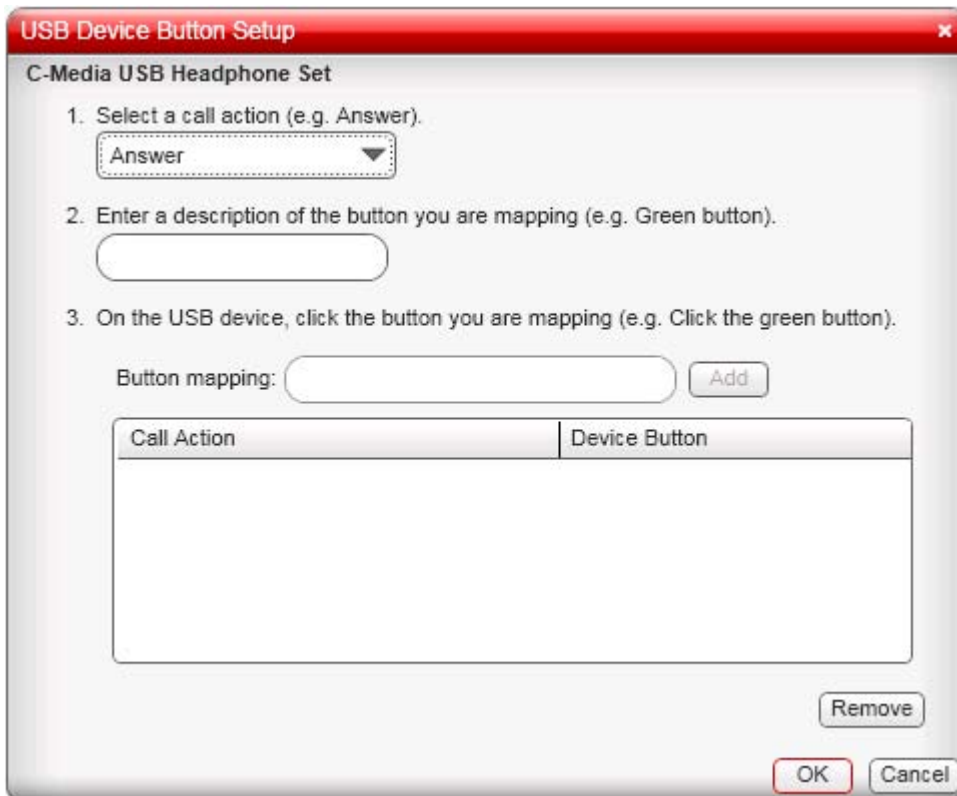 USB Device Button Setup
C-Media USB Headphone Set
1. Select a call action (e.g. Answer).
Answer
2. Enter a description of the button you are mapping (e.g. Green button).
3. On the USB device, click the button you are mapping (e.g. Click the green button).
Button mapping: Add
Call Action Device Button
Remove
OK Cancel